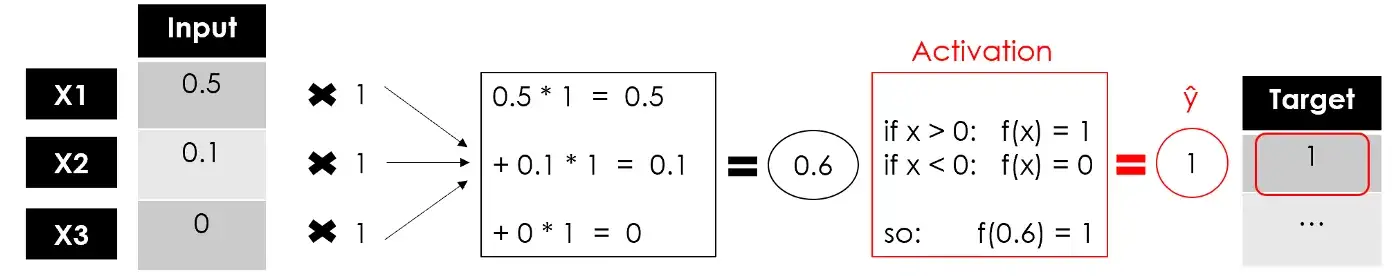 Input
X1
0.5
X2
0.1
X3
0
✖ 1
✖ 1
✖ 1
0.5 * 1 = 0.5
+ 0.1 * 1 = 0.1
+ 0 * 1 = 0
=
0.6
Activation
if x > 0: f(x) = 1
if x < 0: f(x) = 0
so: f(0.6) = 1
=
ŷ
1
Target
1
...